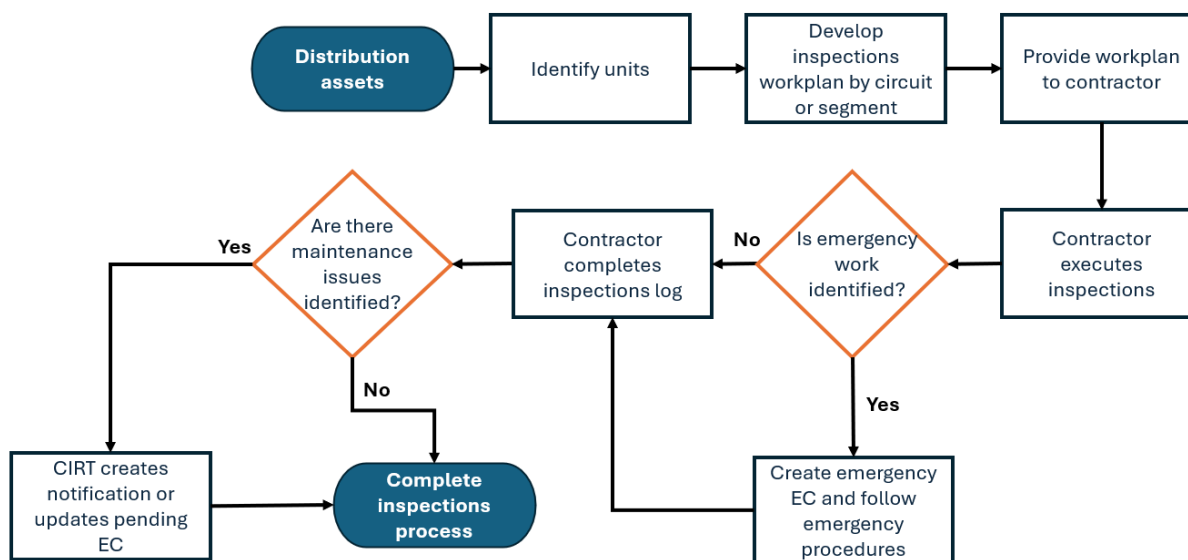 Distribution
assets
Identify units
Develop
inspections
workplan by circuit
or segment
Provide workplan
to contractor
Contractor
executes
inspections
Is emergency
work
identified?
No
Yes
Create emergency
EC and follow
emergency
procedures
Contractor
completes
inspections log
Are there
maintenance
issues
identified?
Yes
No
CIRT creates
notification or
updates pending
EC
Complete
inspections
process